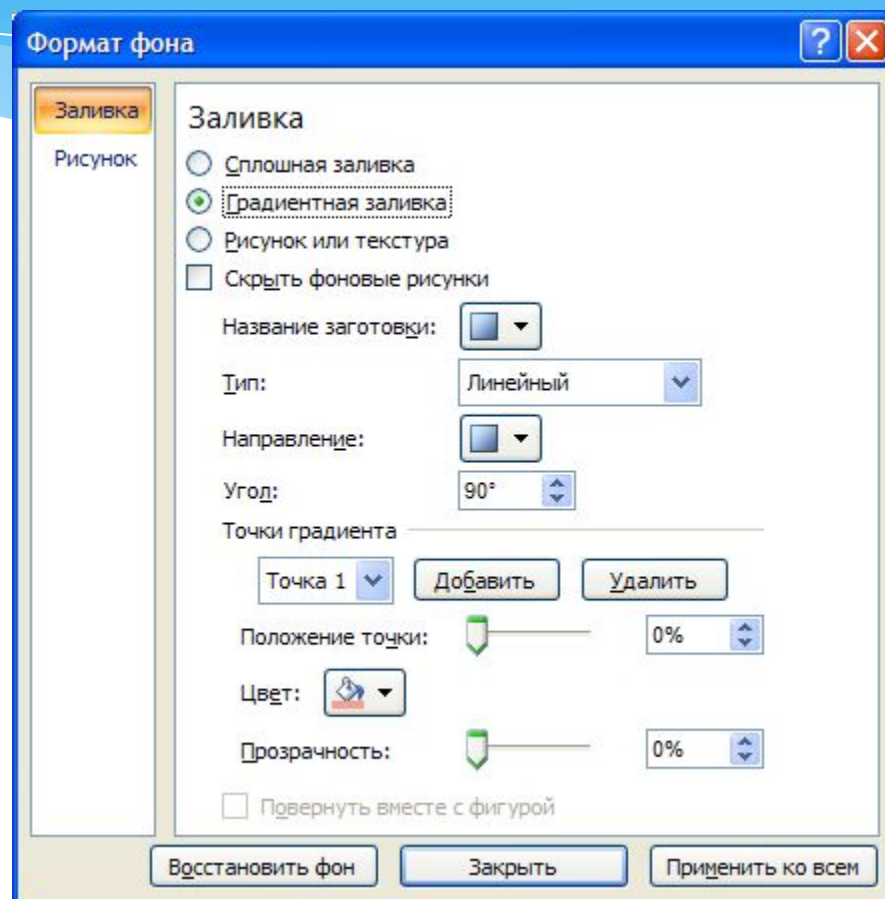 Формат фона
Заливка
Рисунок
Заливка
Сплошная заливка
Градиентная заливка
Рисунок или текстура
Скрыть фоновые рисунки
Название заготовки:
Тип: Линейный
Направление:
Угол: 90°
Точки градиента
Точка 1 Добавить Удалить
Положение точки: 0%
Цвет:
Прозрачность: 0%
Повернуть вместе с фигурой
Восстановить фон Закрыть Применить ко всем